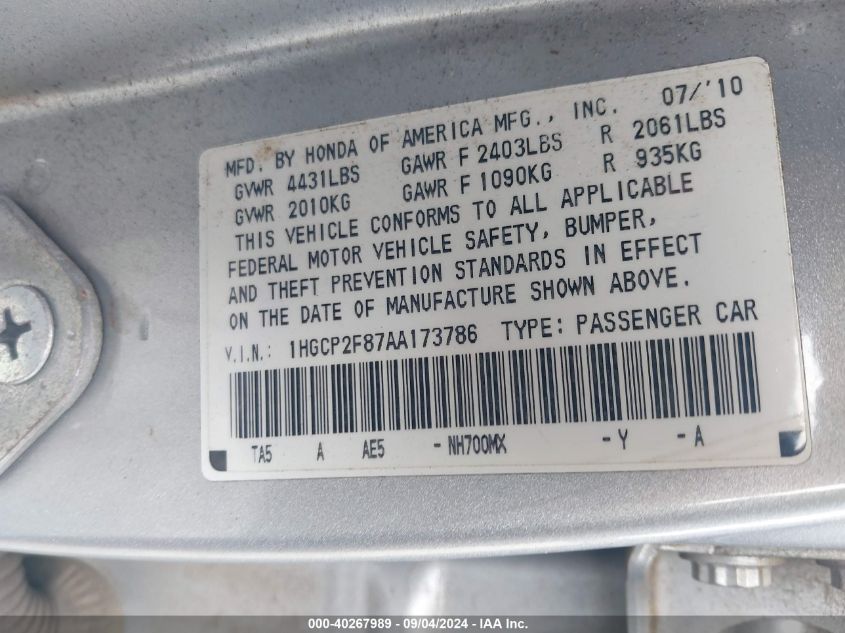 MFD. BY HONDA OF AMERICA MFG., INC. 07/'10
GVWR 4431LBS GAWR F 2403LBS R 2061LBS
GVWR 2010KG GAWR F 1090KG R 935KG
THIS VEHICLE CONFORMS TO ALL APPLICABLE
FEDERAL MOTOR VEHICLE SAFETY, BUMPER,
AND THEFT PREVENTION STANDARDS IN EFFECT
ON THE DATE OF MANUFACTURE SHOWN ABOVE.
V.I.N.: 1HGCP2F87AA173786 TYPE: PASSENGER CAR
TA5 A AE5 - NH700MX - Y - A
000-40267989 - 09/04/2024 - IAA Inc.